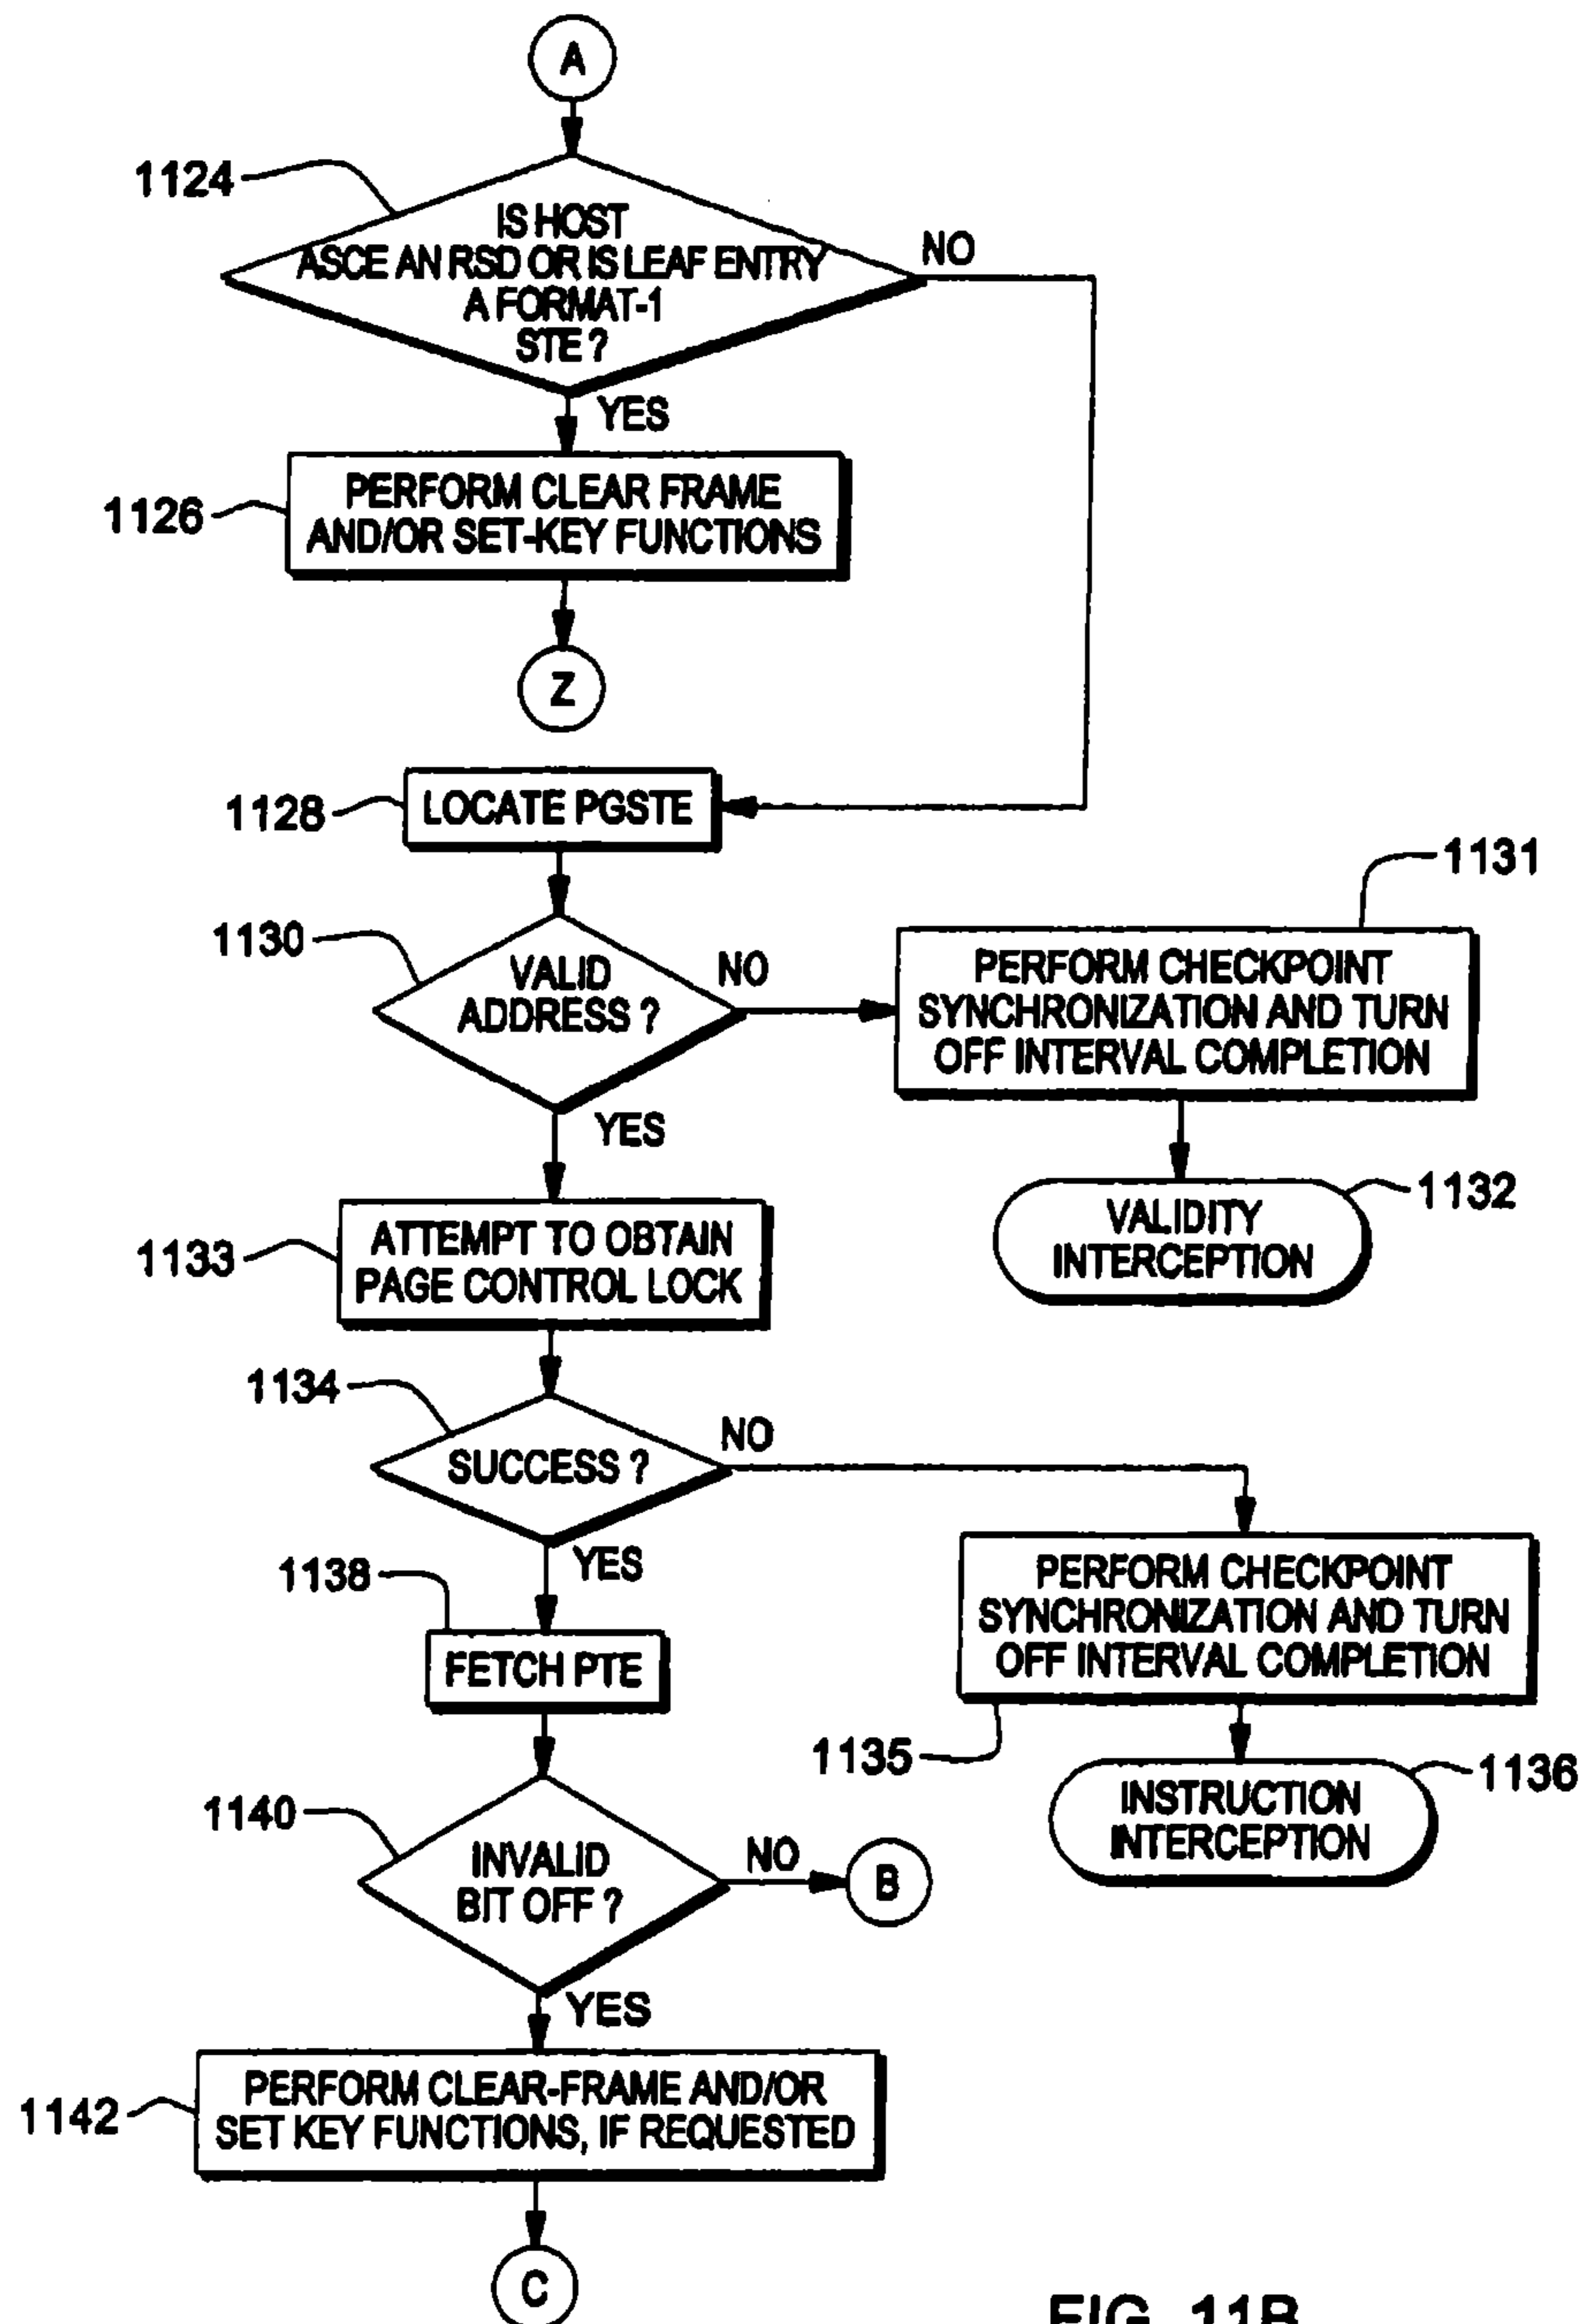 A
1124
IS HOST
ASCE AN RSD OR IS LEAF ENTRY
A FORMAT-1
STE ?
NO
YES
1126
PERFORM CLEAR FRAME
AND/OR SET-KEY FUNCTIONS
Z
1128
LOCATE PGSTE
1130
VALID
ADDRESS ?
NO
1131
PERFORM CHECKPOINT
SYNCHRONIZATION AND TURN
OFF INTERVAL COMPLETION
YES
1132
VALIDITY
INTERCEPTION
1133
ATTEMPT TO OBTAIN
PAGE CONTROL LOCK
1134
SUCCESS ?
NO
YES
1135
PERFORM CHECKPOINT
SYNCHRONIZATION AND TURN
OFF INTERVAL COMPLETION
1136
INSTRUCTION
INTERCEPTION
1138
FETCH PTE
1140
INVALID
BIT OFF ?
NO
B
YES
1142
PERFORM CLEAR-FRAME AND/OR
SET KEY FUNCTIONS, IF REQUESTED
C
FIG. 11B